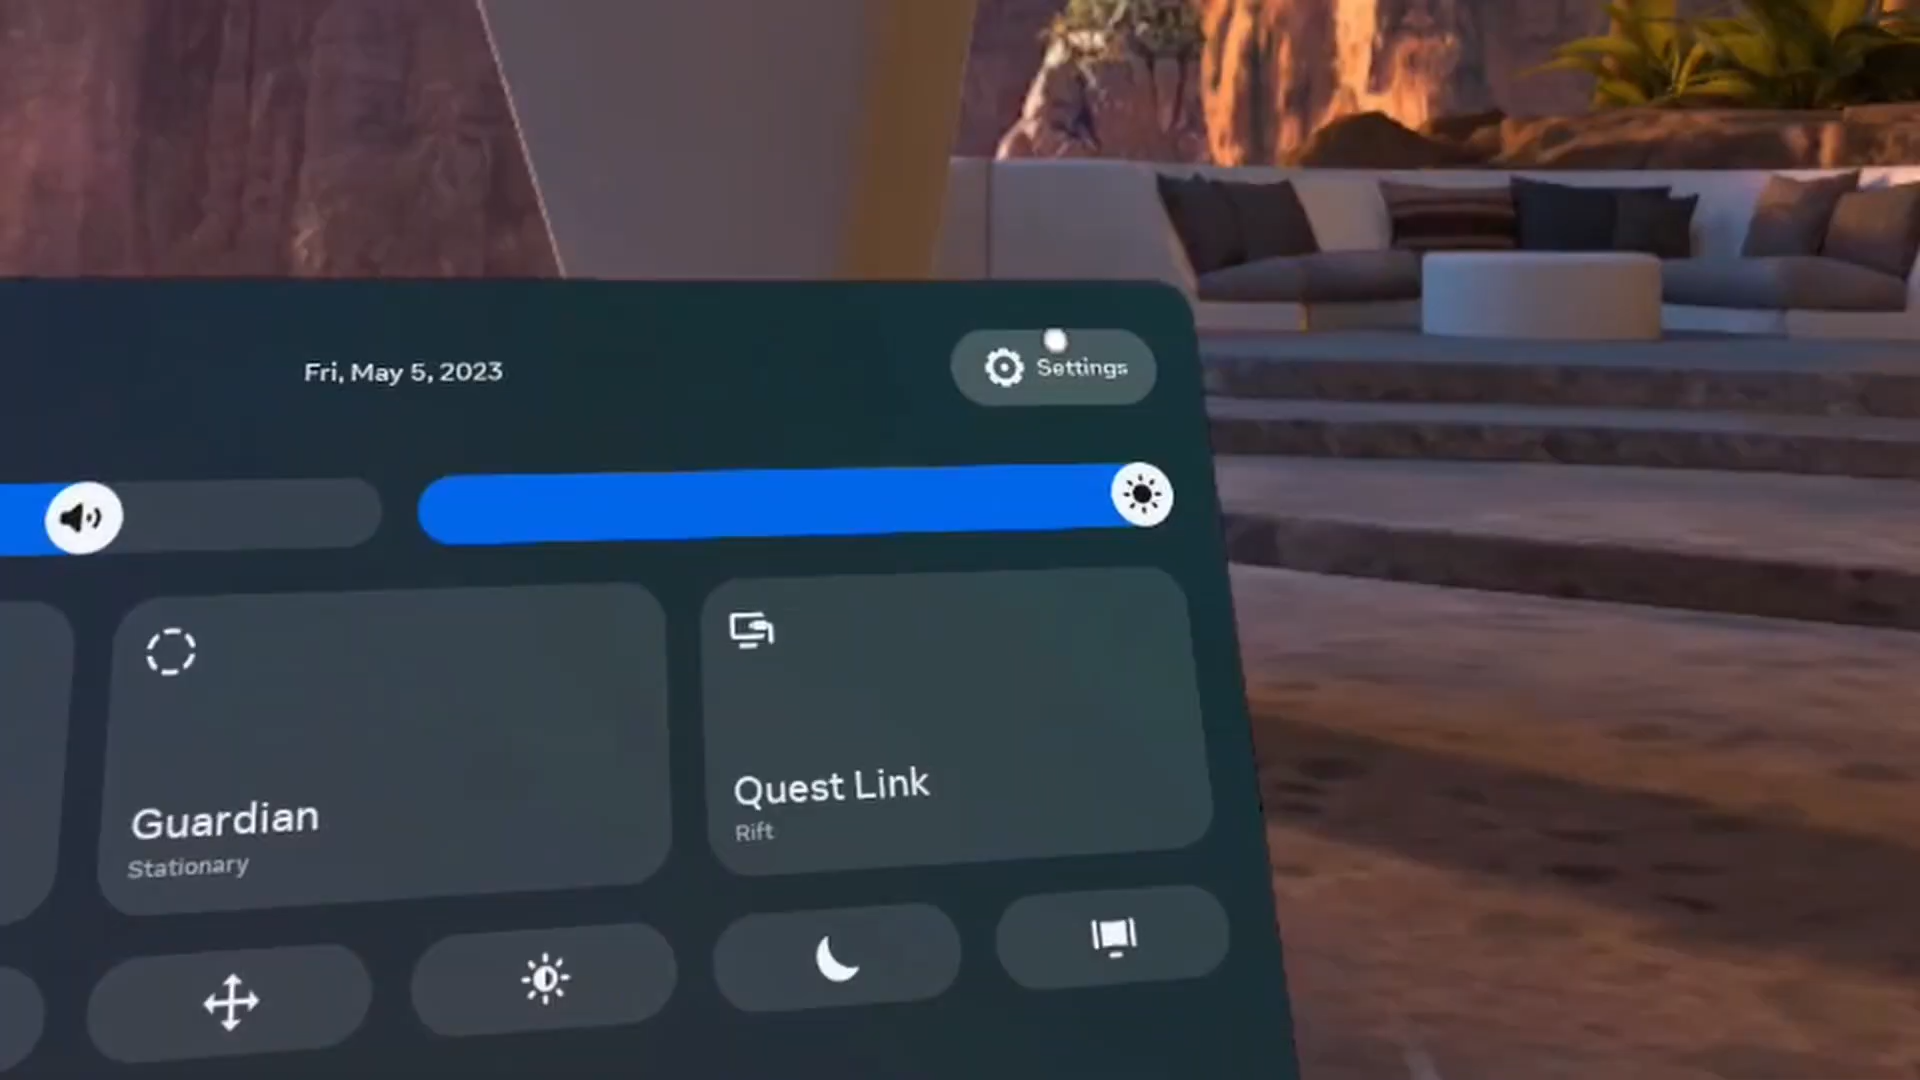 Fri, May 5, 2023
Settings
Guardian
Stationary
Quest Link
Rift